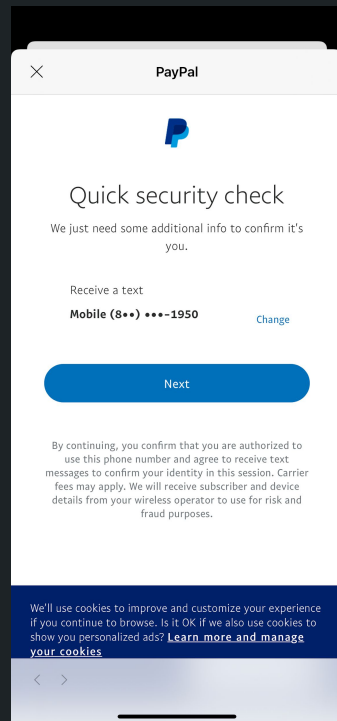 PayPal
Quick security check
We just need some additional info to confirm it's
you.
Receive a text
Mobile (8••) •••-1950
Change
Next
By continuing, you confirm that you are authorized to
use this phone number and agree to receive text
messages to confirm your identity in this session. Carrier
fees may apply. We will receive subscriber and device
details from your wireless operator to use for risk and
fraud purposes.
We'll use cookies to improve and customize your experience
if you continue to browse. Is it OK if we also use cookies to
show you personalized ads? Learn more and manage
your cookies